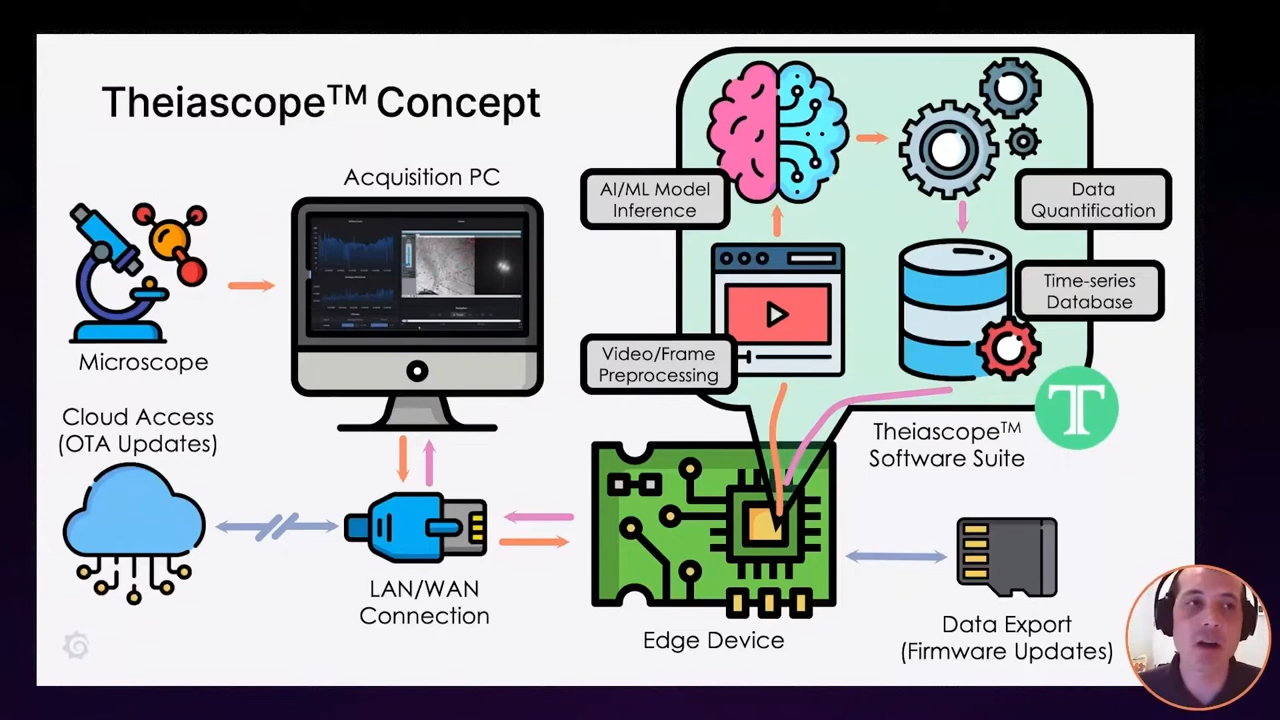 Theiascope™ Concept
Acquisition PC
Microscope
Cloud Access
(OTA Updates)
LAN/WAN
Connection
AI/ML Model
Inference
Data
Quantification
Video/Frame
Preprocessing
Time-series
Database
T
Theiascope™
Software Suite
Edge Device
Data Export
(Firmware Updates)